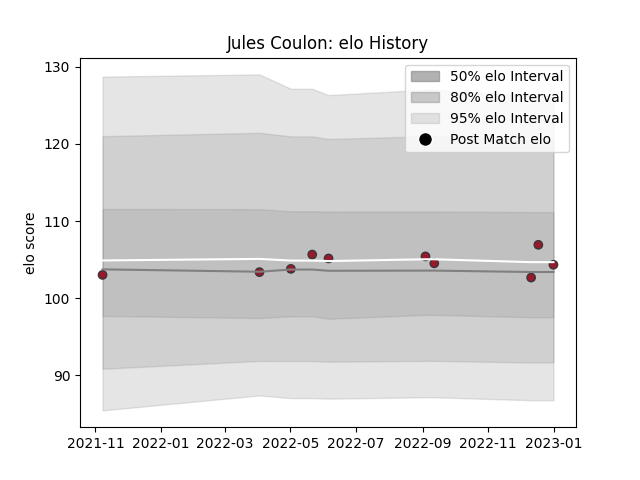 Jules Coulon: elo History
130
120
110
100
90
elo score
50% elo Interval
80% elo Interval
95% elo Interval
Post Match elo
2021-11 2022-01 2022-03 2022-05 2022-07 2022-09 2022-11 2023-01